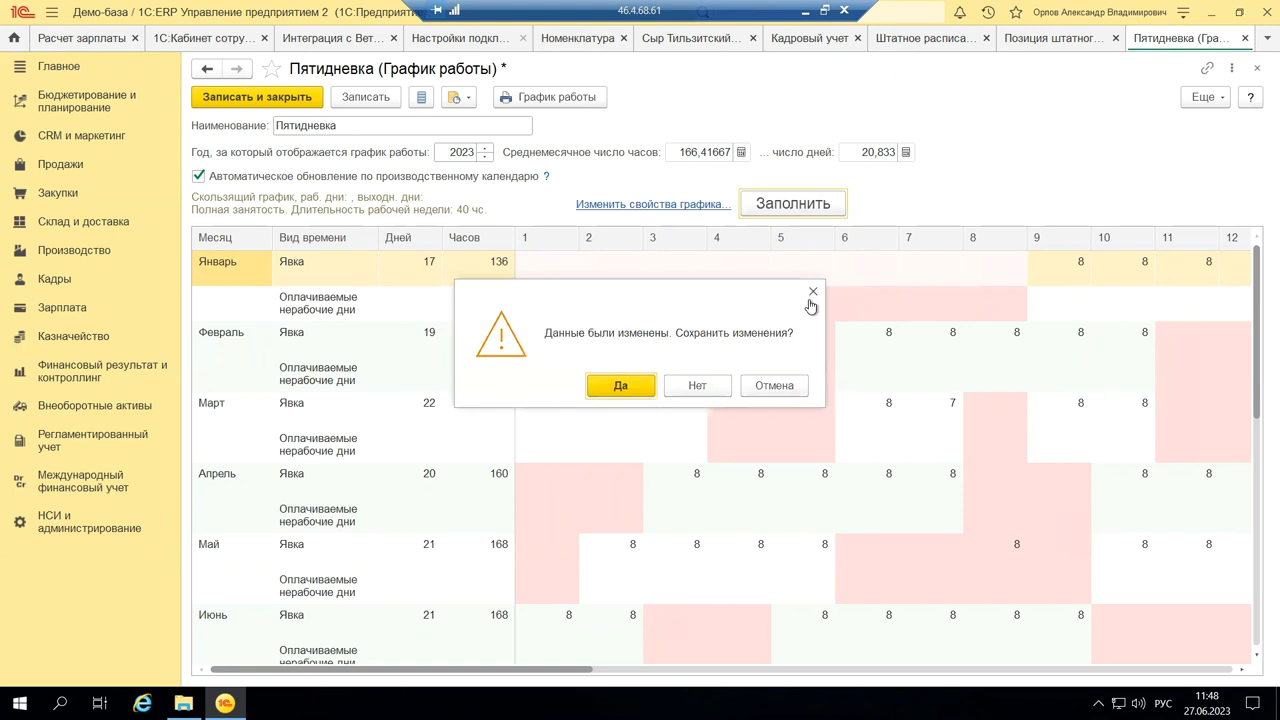 Демо-база / 1С:ERP Управление предприятием 2 (1С:Предприяти
46.4.68.61
Орлов Александр Владимирович
Расчет зарплаты ×
1С:Кабинет сотру... ×
Интеграция с Вет... ×
Настройки подкл... ×
Номенклатура ×
Сыр Тильзитский... ×
Кадровый учет ×
Штатное расписа... ×
Позиция штатног... ×
Пятидневка (Гра... ×
Главное
Бюджетирование и
планирование
CRM и маркетинг
Продажи
Закупки
Склад и доставка
Производство
Кадры
Зарплата
Казначейство
Финансовый результат и
контроллинг
Внеоборотные активы
Регламентированный
учет
Международный
финансовый учет
НСИ и
администрирование
Пятидневка (График работы) *
Записать и закрыть Записать График работы Еще ?
Наименование: Пятидневка
Год, за который отображается график работы: 2023 Среднемесячное число часов: 166,41667 ... число дней: 20,833
Автоматическое обновление по производственному календарю ?
Скользящий график, раб. дни: , выходн. дни:
Полная занятость. Длительность рабочей недели: 40 чс.
Изменить свойства графика... Заполнить
Месяц Вид времени Дней Часов 1 2 3 4 5 6 7 8 9 10 11 12
Январь Явка 17 136 8 8 8
Оплачиваемые
нерабочие дни
Февраль Явка 19 8 8 8 8 8
Оплачиваемые
нерабочие дни
Март Явка 22 8 7 8 8
Оплачиваемые
нерабочие дни
Апрель Явка 20 160 8 8 8 8 8 8 8
Оплачиваемые
нерабочие дни
Май Явка 21 168 8 8 8 8 8 8 8
Оплачиваемые
нерабочие дни
Июнь Явка 21 168 8 8 8 8 8 8 8
Оплачиваемые
нерабочие дни
Данные были изменены. Сохранить изменения?
Да Нет Отмена
РУС
11:48
27.06.2023